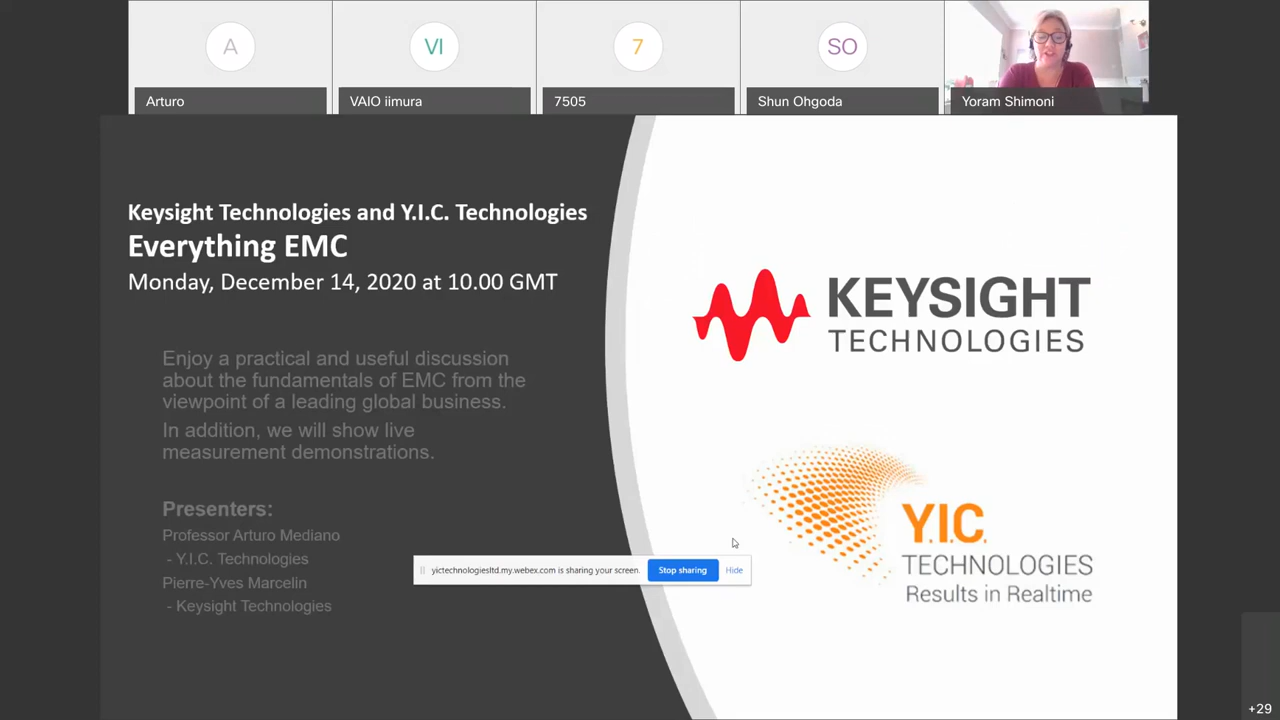 A
VI
7
SO
Arturo
VAIO iimura
7505
Shun Ohgoda
Yoram Shimoni
Keysight Technologies and Y.I.C. Technologies
Everything EMC
Monday, December 14, 2020 at 10.00 GMT
Enjoy a practical and useful discussion
about the fundamentals of EMC from the
viewpoint of a leading global business.
In addition, we will show live
measurement demonstrations.
Presenters:
Professor Arturo Mediano
- Y.I.C. Technologies
Pierre-Yves Marcelin
- Keysight Technologies
KEYSIGHT
TECHNOLOGIES
Y.I.C.
TECHNOLOGIES
Results in Realtime
yictechnologiesltd.my.webex.com is sharing your screen.
Stop sharing
Hide
+29